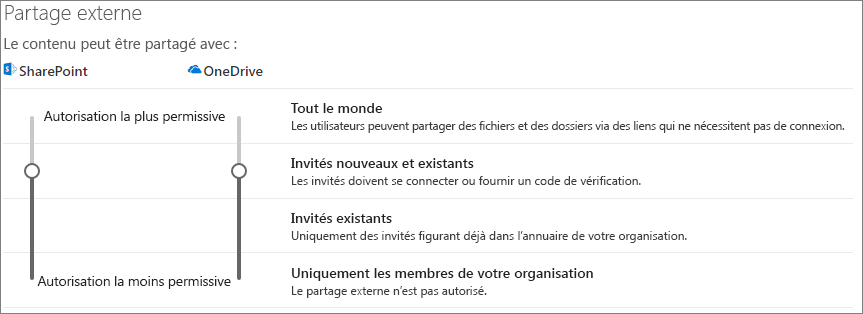 Partage externe
Le contenu peut être partagé avec :
SharePoint
OneDrive
Autorisation la plus permissive
Tout le monde
Les utilisateurs peuvent partager des fichiers et des dossiers via des liens qui ne nécessitent pas de connexion.
Invités nouveaux et existants
Les invités doivent se connecter ou fournir un code de vérification.
Invités existants
Uniquement des invités figurant déjà dans l’annuaire de votre organisation.
Autorisation la moins permissive
Uniquement les membres de votre organisation
Le partage externe n’est pas autorisé.